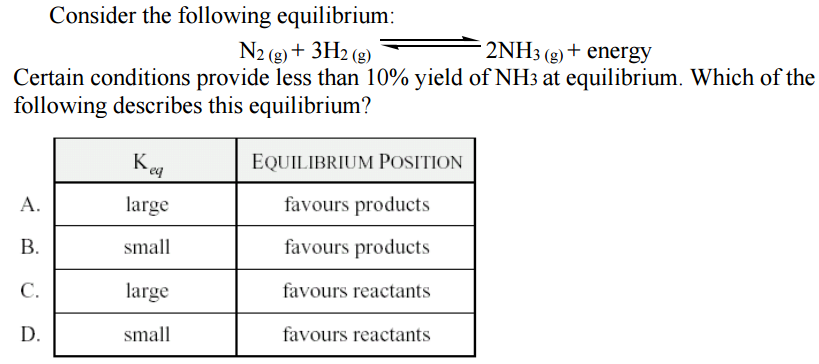 Consider the following equilibrium:
N2 (g) + 3H2 (g) ⇌ 2NH3 (g) + energy
Certain conditions provide less than 10% yield of NH3 at equilibrium. Which of the
following describes this equilibrium?
Keq EQUILIBRIUM POSITION
A. large favours products
B. small favours products
C. large favours reactants
D. small favours reactants